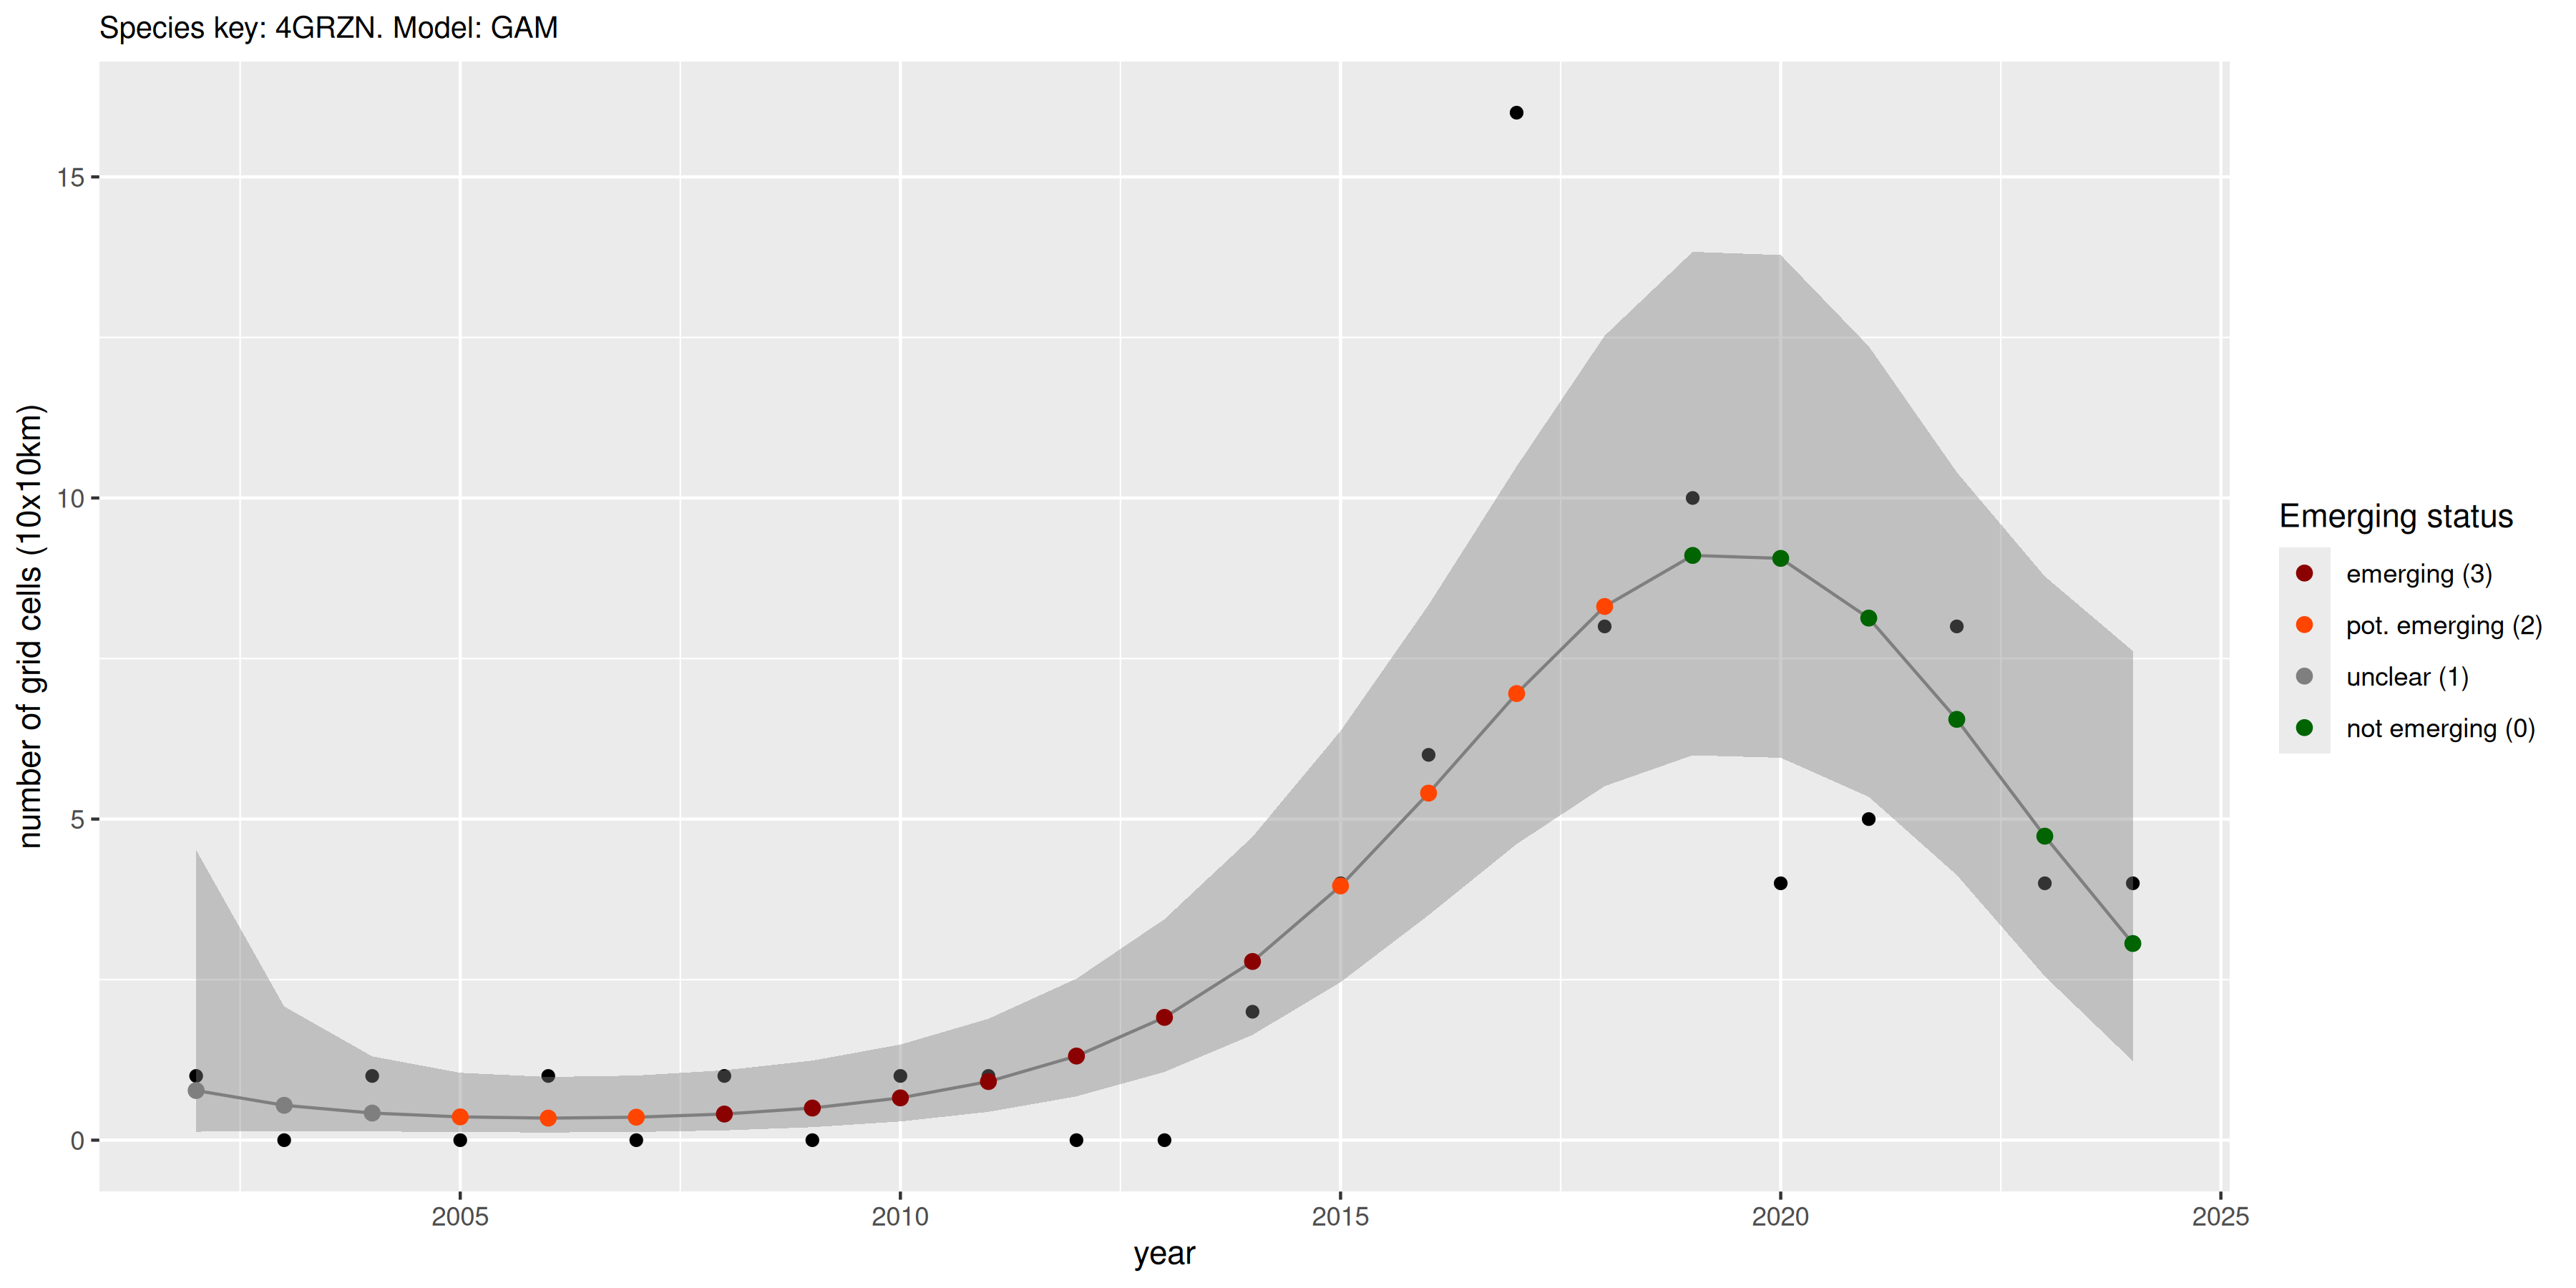 Species key: 4GRZN. Model: GAM
number of grid cells (10x10km)
15
10
5
0
2005
2010
2015
2020
2025
year
Emerging status
emerging (3)
pot. emerging (2)
unclear (1)
not emerging (0)